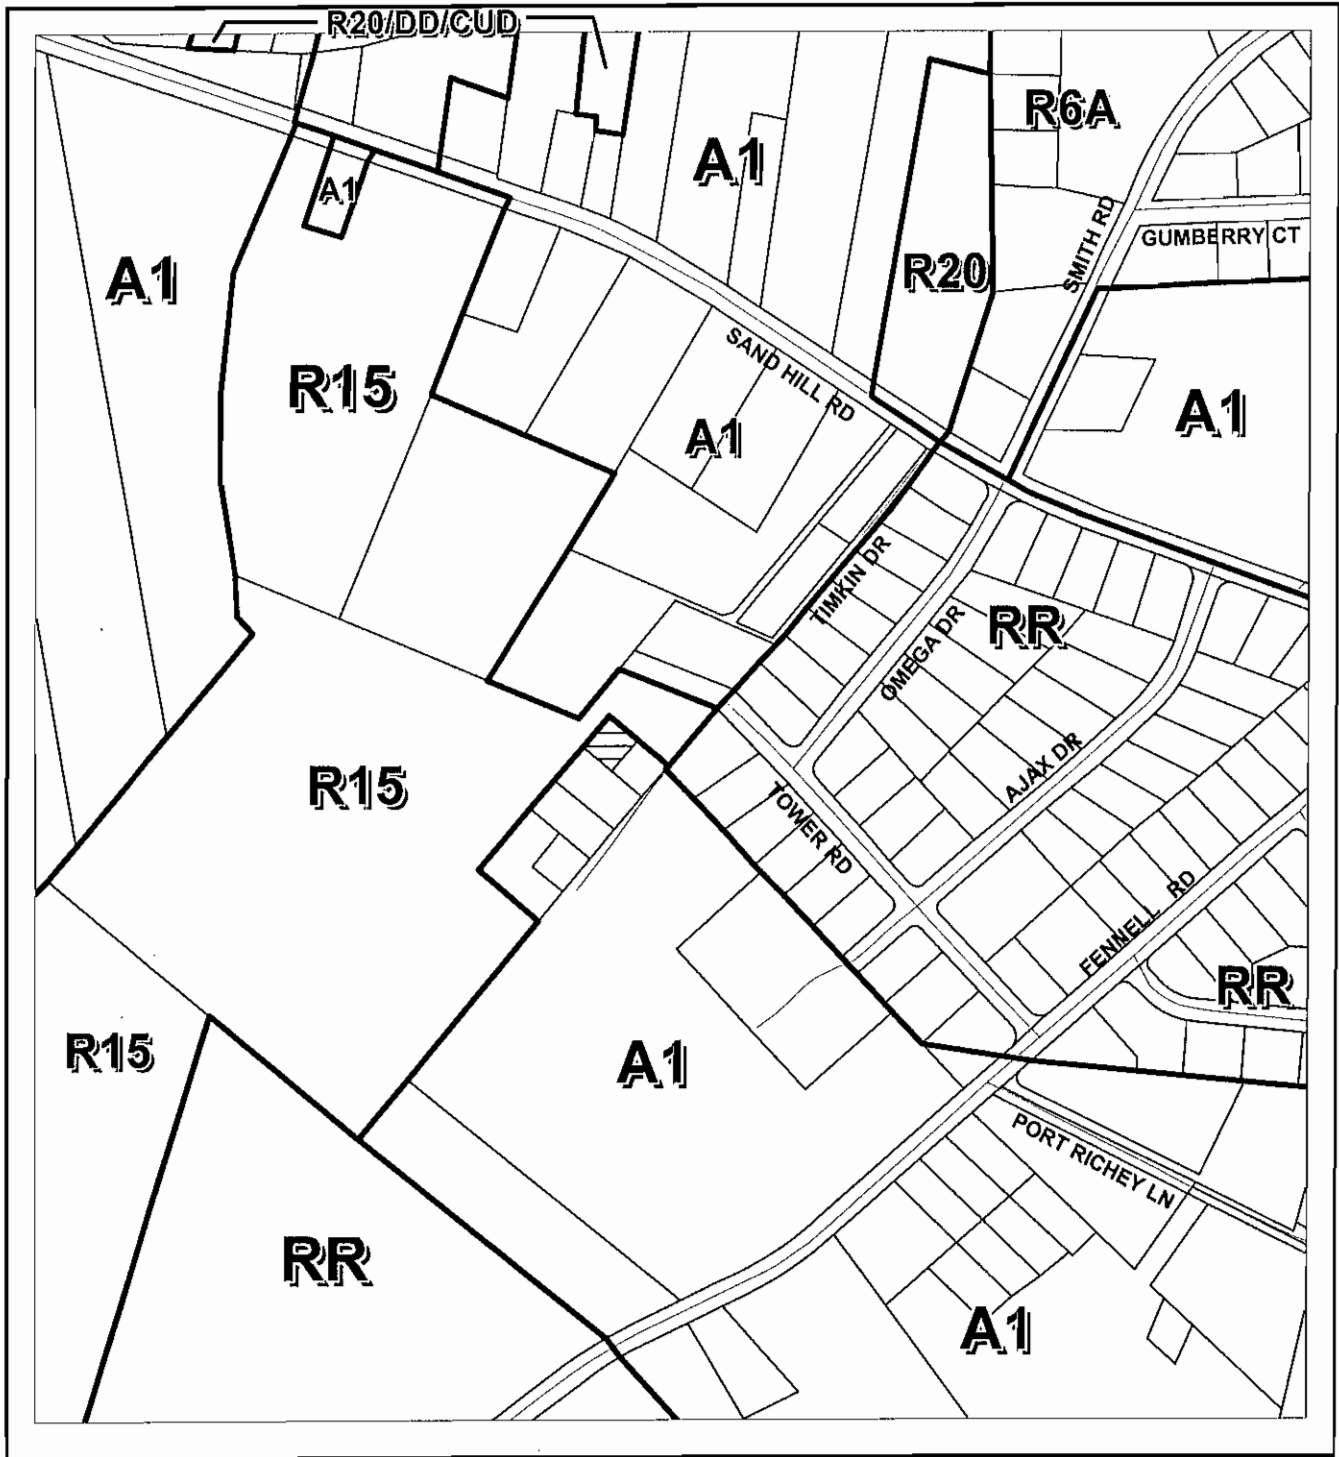 R20/DD/CUD
R6A
A1
A1
SMITH RD
GUMBERRY CT
A1
R20
R15
SAND HILL RD
A1
A1
TIMKIN DR
OMEGA DR
RR
R15
AJAX DR
TOWER RD
FENNELL RD
RR
R15
A1
PORT RICHEY LN
RR
A1